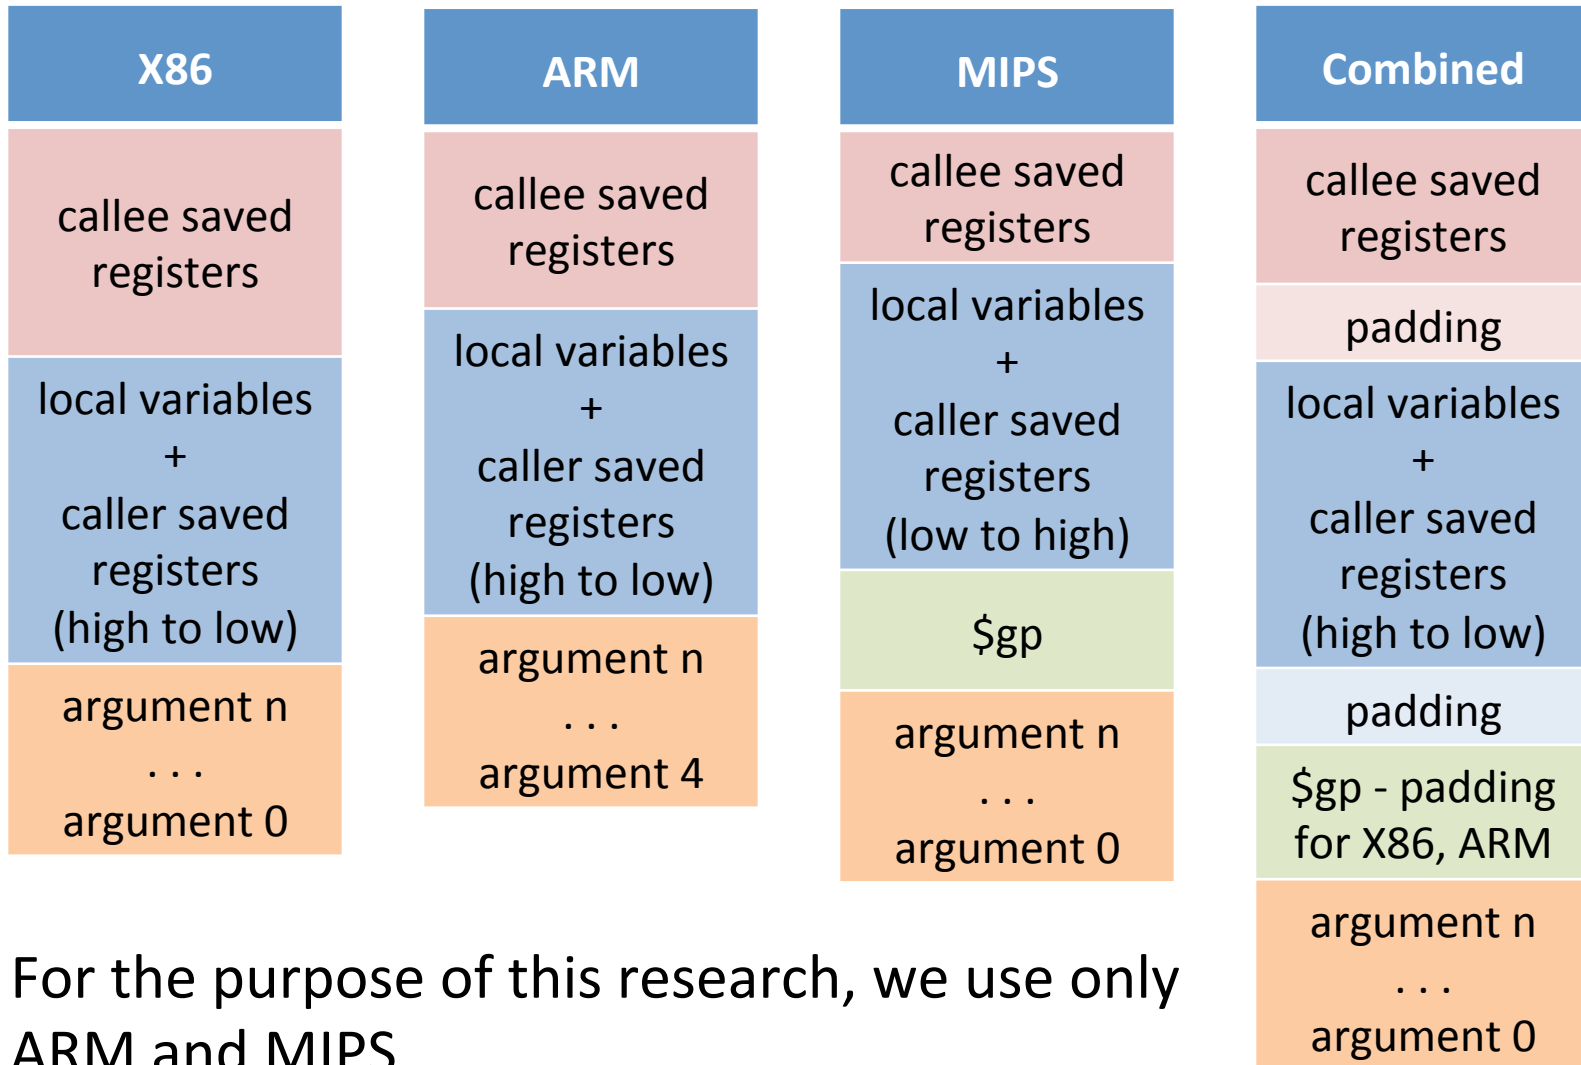 X86
callee saved
registers
local variables
+
caller saved
registers
(high to low)
argument n
. . .
argument 0
ARM
callee saved
registers
local variables
+
caller saved
registers
(high to low)
argument n
. . .
argument 4
MIPS
callee saved
registers
local variables
+
caller saved
registers
(low to high)
$gp
argument n
. . .
argument 0
Combined
callee saved
registers
padding
local variables
+
caller saved
registers
(high to low)
padding
$gp - padding
for X86, ARM
argument n
. . .
argument 0
For the purpose of this research, we use only
ARM and MIPS